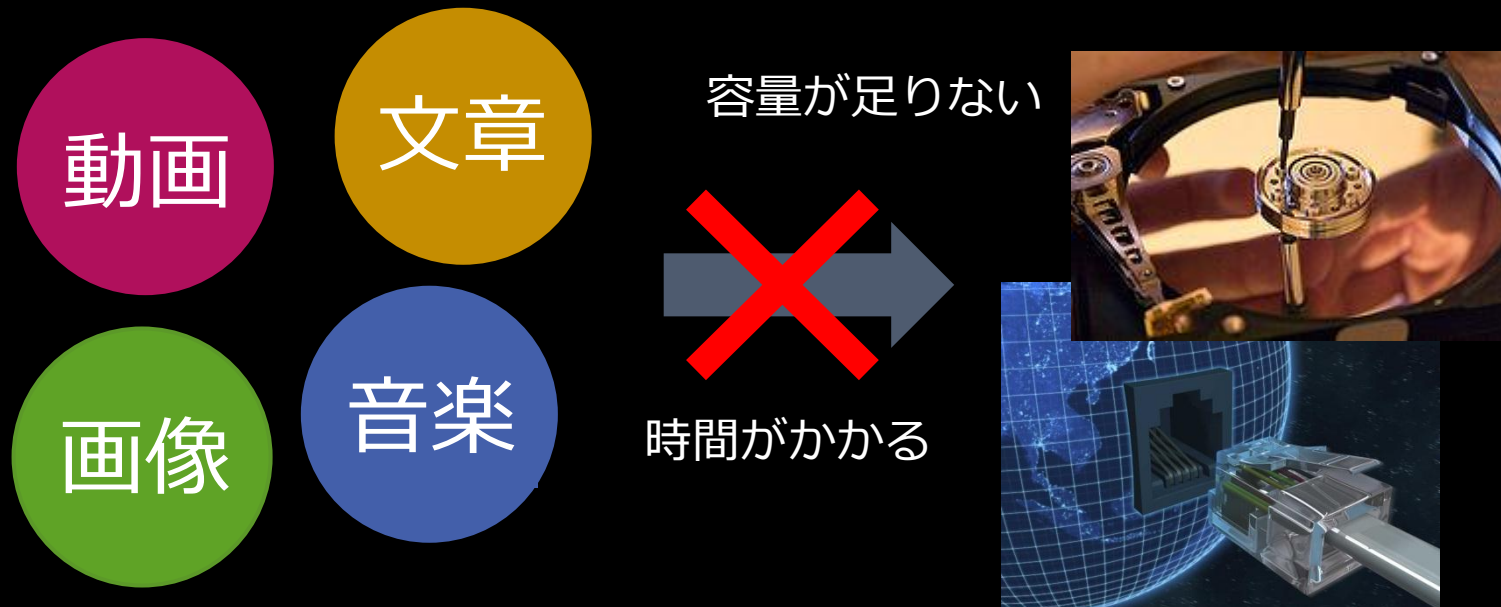 動画
文章
画像
音楽
容量が足りない
時間がかかる